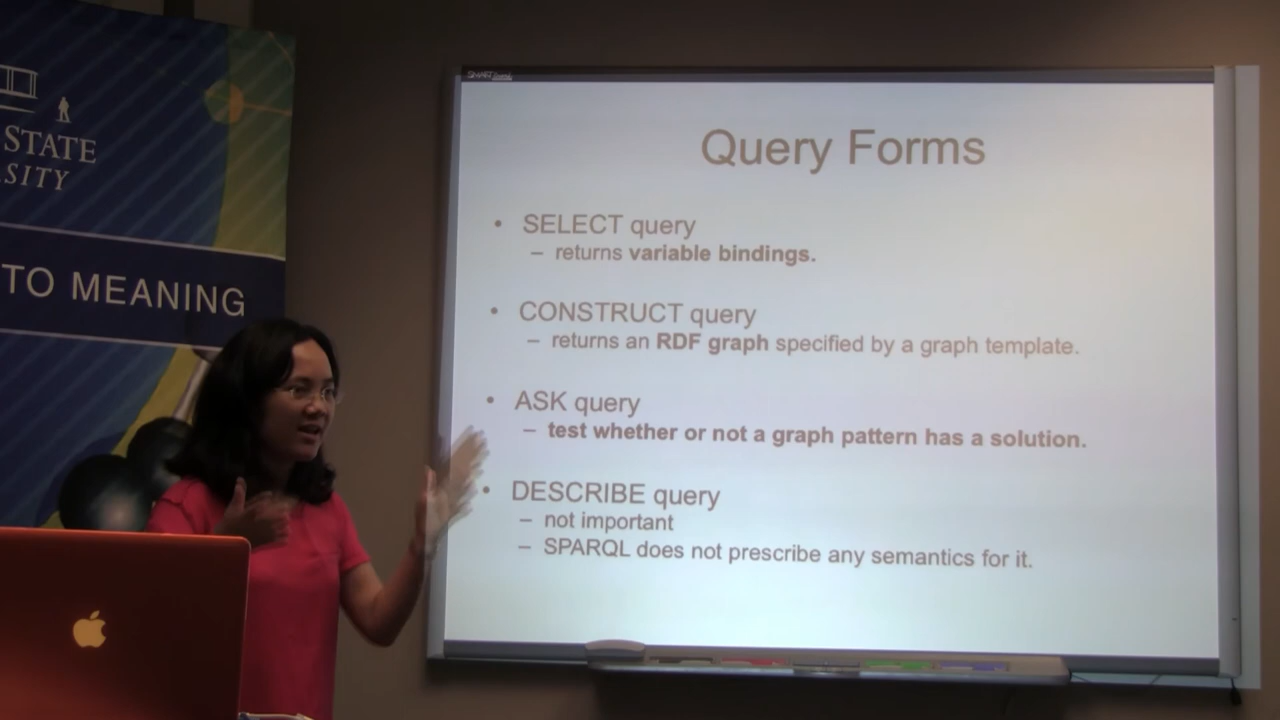 STATE
SITY
TO MEANING
SMART Board
Query Forms
• SELECT query
– returns variable bindings.
• CONSTRUCT query
– returns an RDF graph specified by a graph template.
• ASK query
– test whether or not a graph pattern has a solution.
• DESCRIBE query
– not important
– SPARQL does not prescribe any semantics for it.